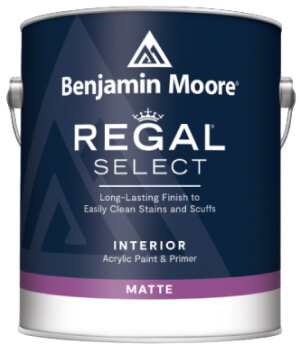 Benjamin Moore®
REGAL®
SELECT
Long-Lasting Finish to
Easily Clean Stains and Scuffs
INTERIOR
Acrylic Paint & Primer
MATTE